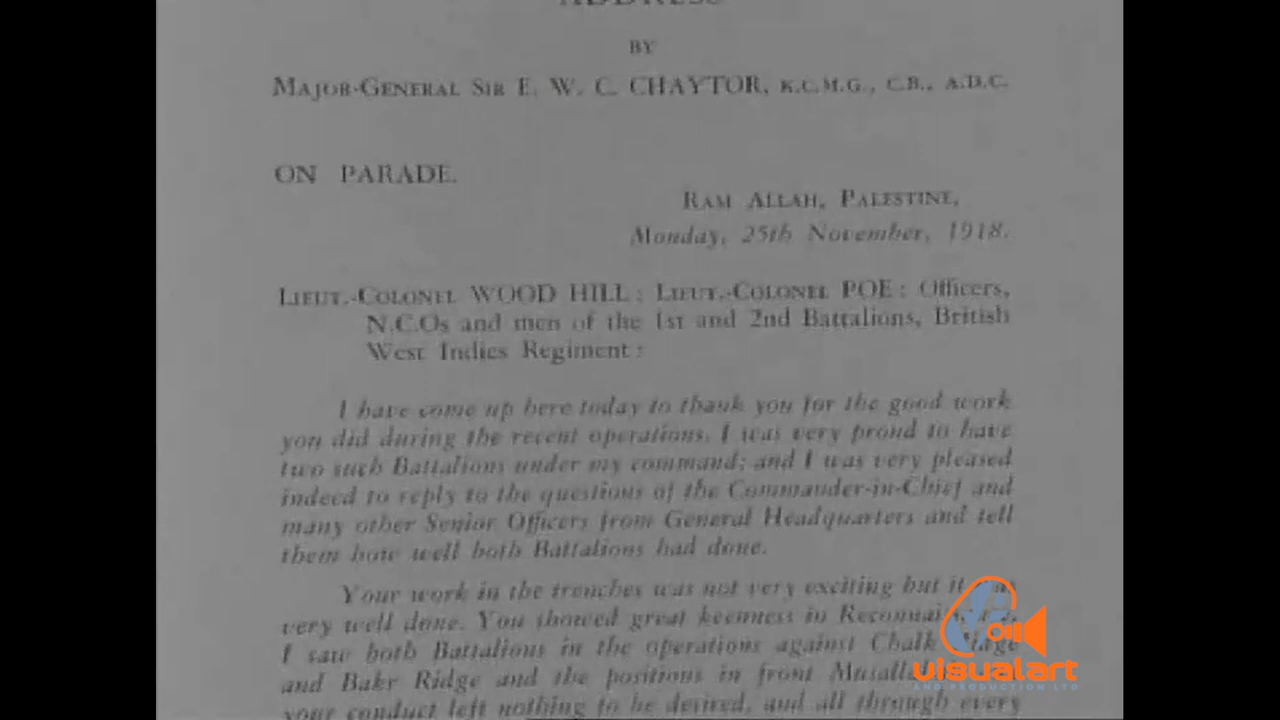 ADDRESS
BY
MAJOR-GENERAL SIR E. W. C. CHAYTOR, K.C.M.G., C.B., A.D.C.
ON PARADE.
RAM ALLAH, PALESTINE,
Monday, 25th November, 1918.
LIEUT.-COLONEL WOOD HILL; LIEUT.-COLONEL POE: Officers,
N.C.Os and men of the 1st and 2nd Battalions, British
West Indies Regiment:
I have come up here today to thank you for the good work
you did during the recent operations. I was very proud to have
two such Battalions under my command; and I was very pleased
indeed to reply to the questions of the Commander-in-Chief and
many other Senior Officers from General Headquarters and tell
them how well both Battalions had done.
Your work in the trenches was not very exciting but it
very well done. You showed great keenness in
I saw both Battalions in the operations against Chalk
and Bakr Ridge and the positions in front
your conduct left nothing to be desired, and all through every
visualart
AND PRODUCTION LTD